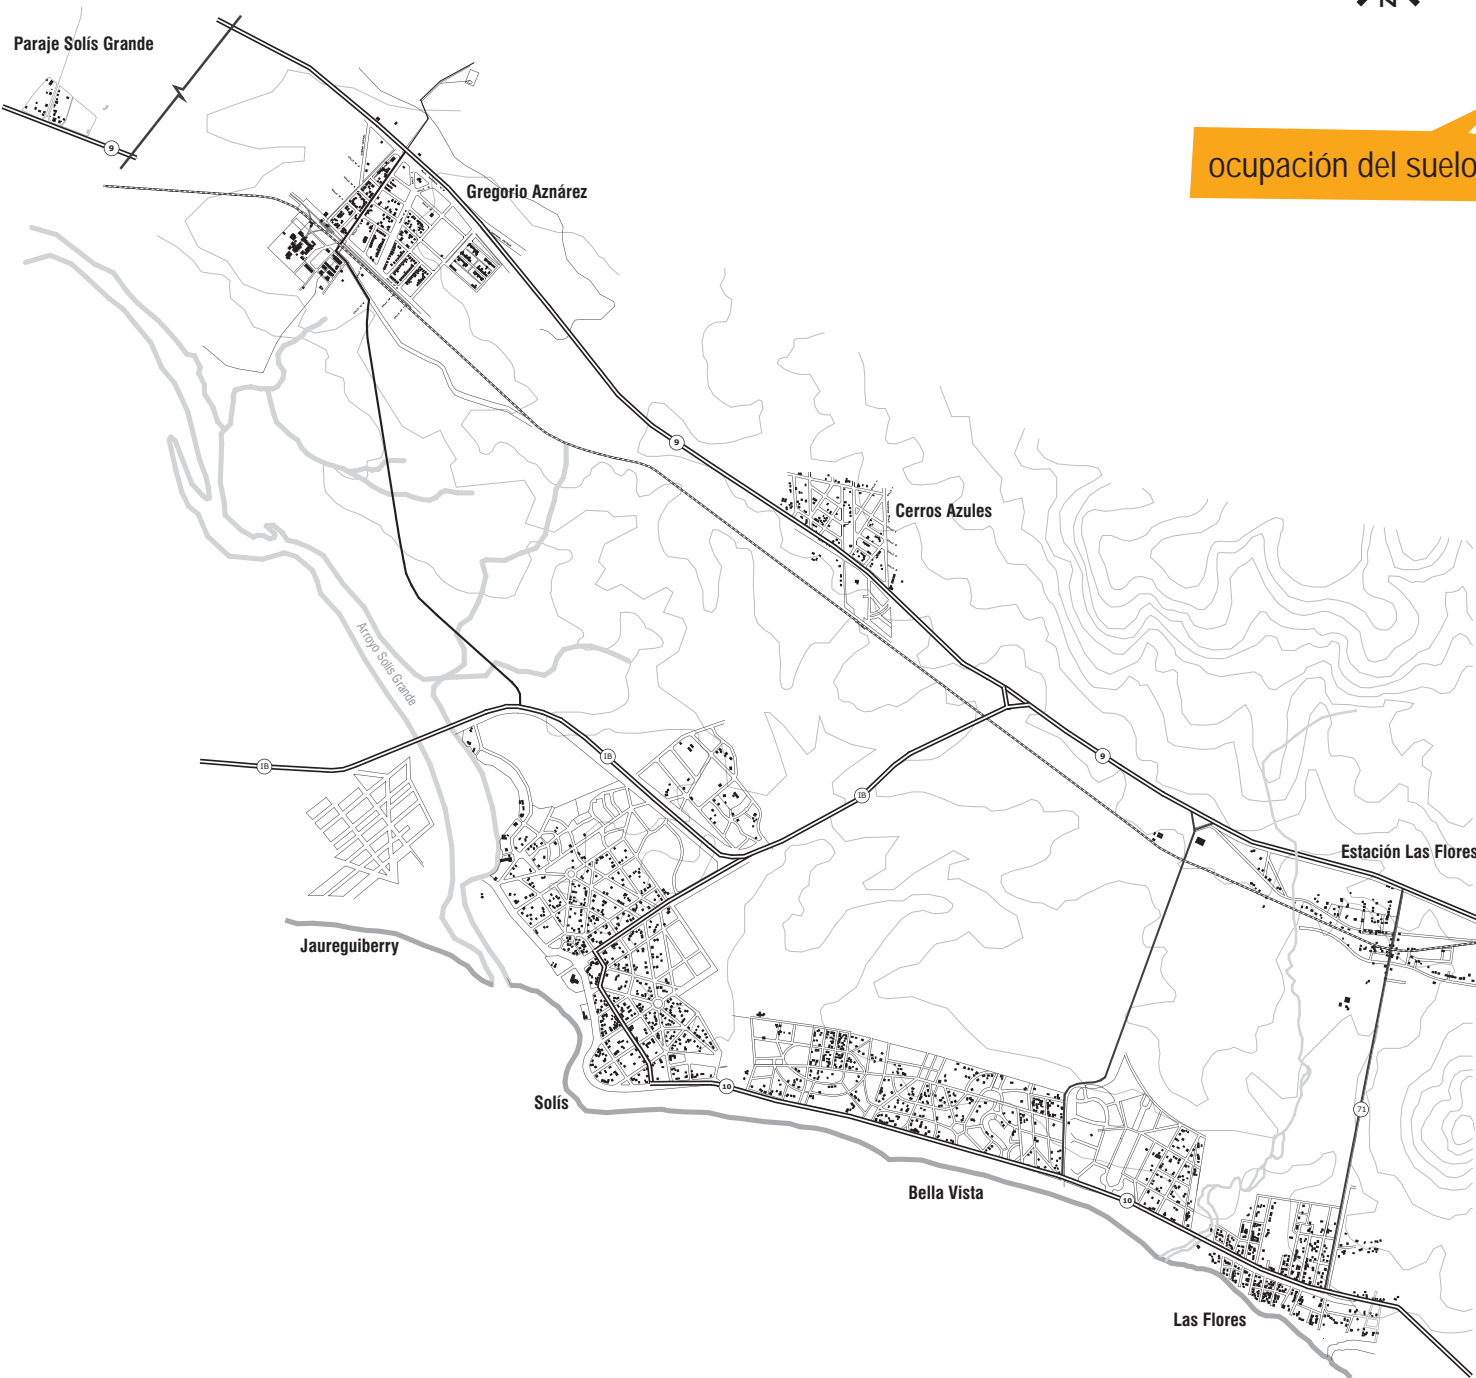 N
Paraje Solís Grande
ocupación del suelo
9
Gregorio Aznárez
9
Cerros Azules
Arroyo Solís Grande
IB
IB
IB
9
Estación Las Flores
Jaureguiberry
10
Solís
71
Bella Vista
10
Las Flores